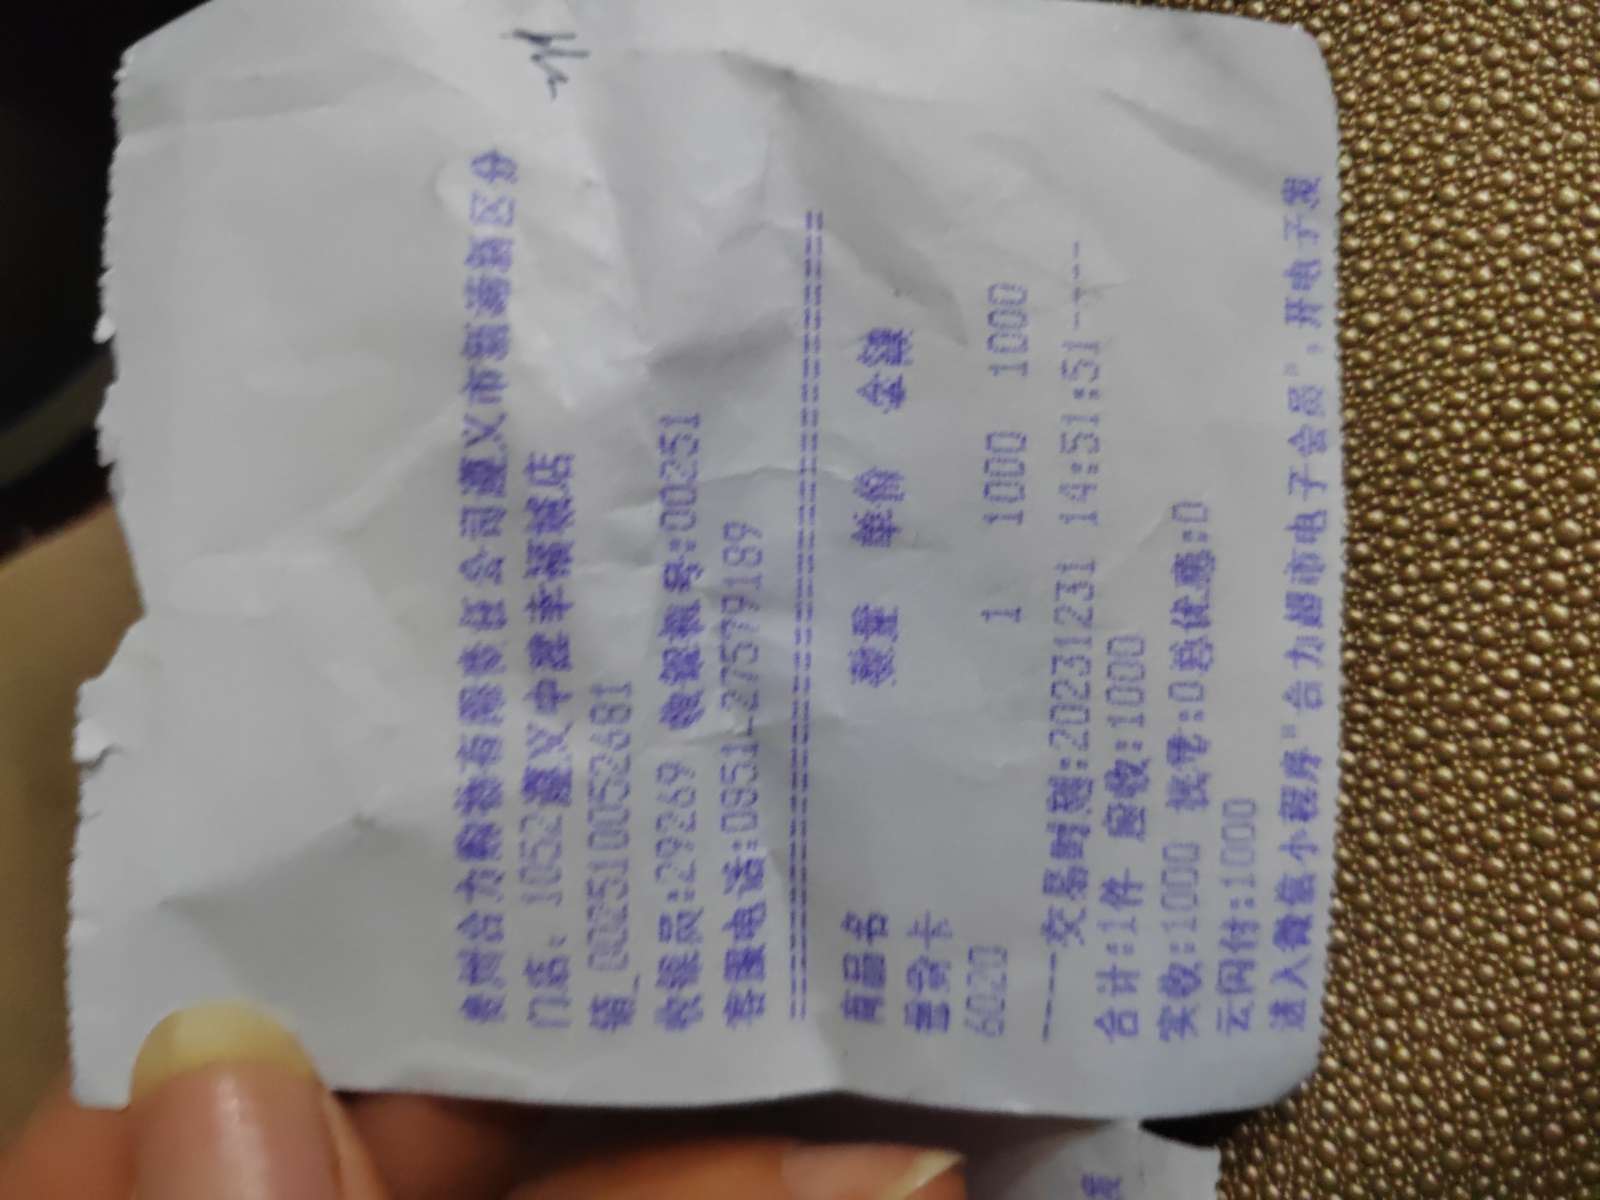 贵州合力购物有限责任公司遵义市新蒲新区分
门店: 1052遵义中建幸福城店
销_002510052681
收银员:29269 收银机号:00251
客服电话:0851-27579189
商品名 数量 单价 金额
卡
6020 1 1000 1000
----交易时间:20231231 14:51:51----
合计:1件 应收:1000
实收:1000 找零:0总优惠:0
云闪付:1000
进入微信小程序"合力超市电子会员",开电子发